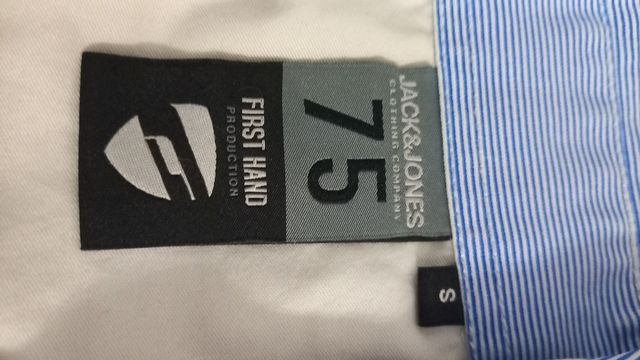 JACK&JONES
CLOTHING COMPANY
75
FIRST HAND
PRODUCTION
S